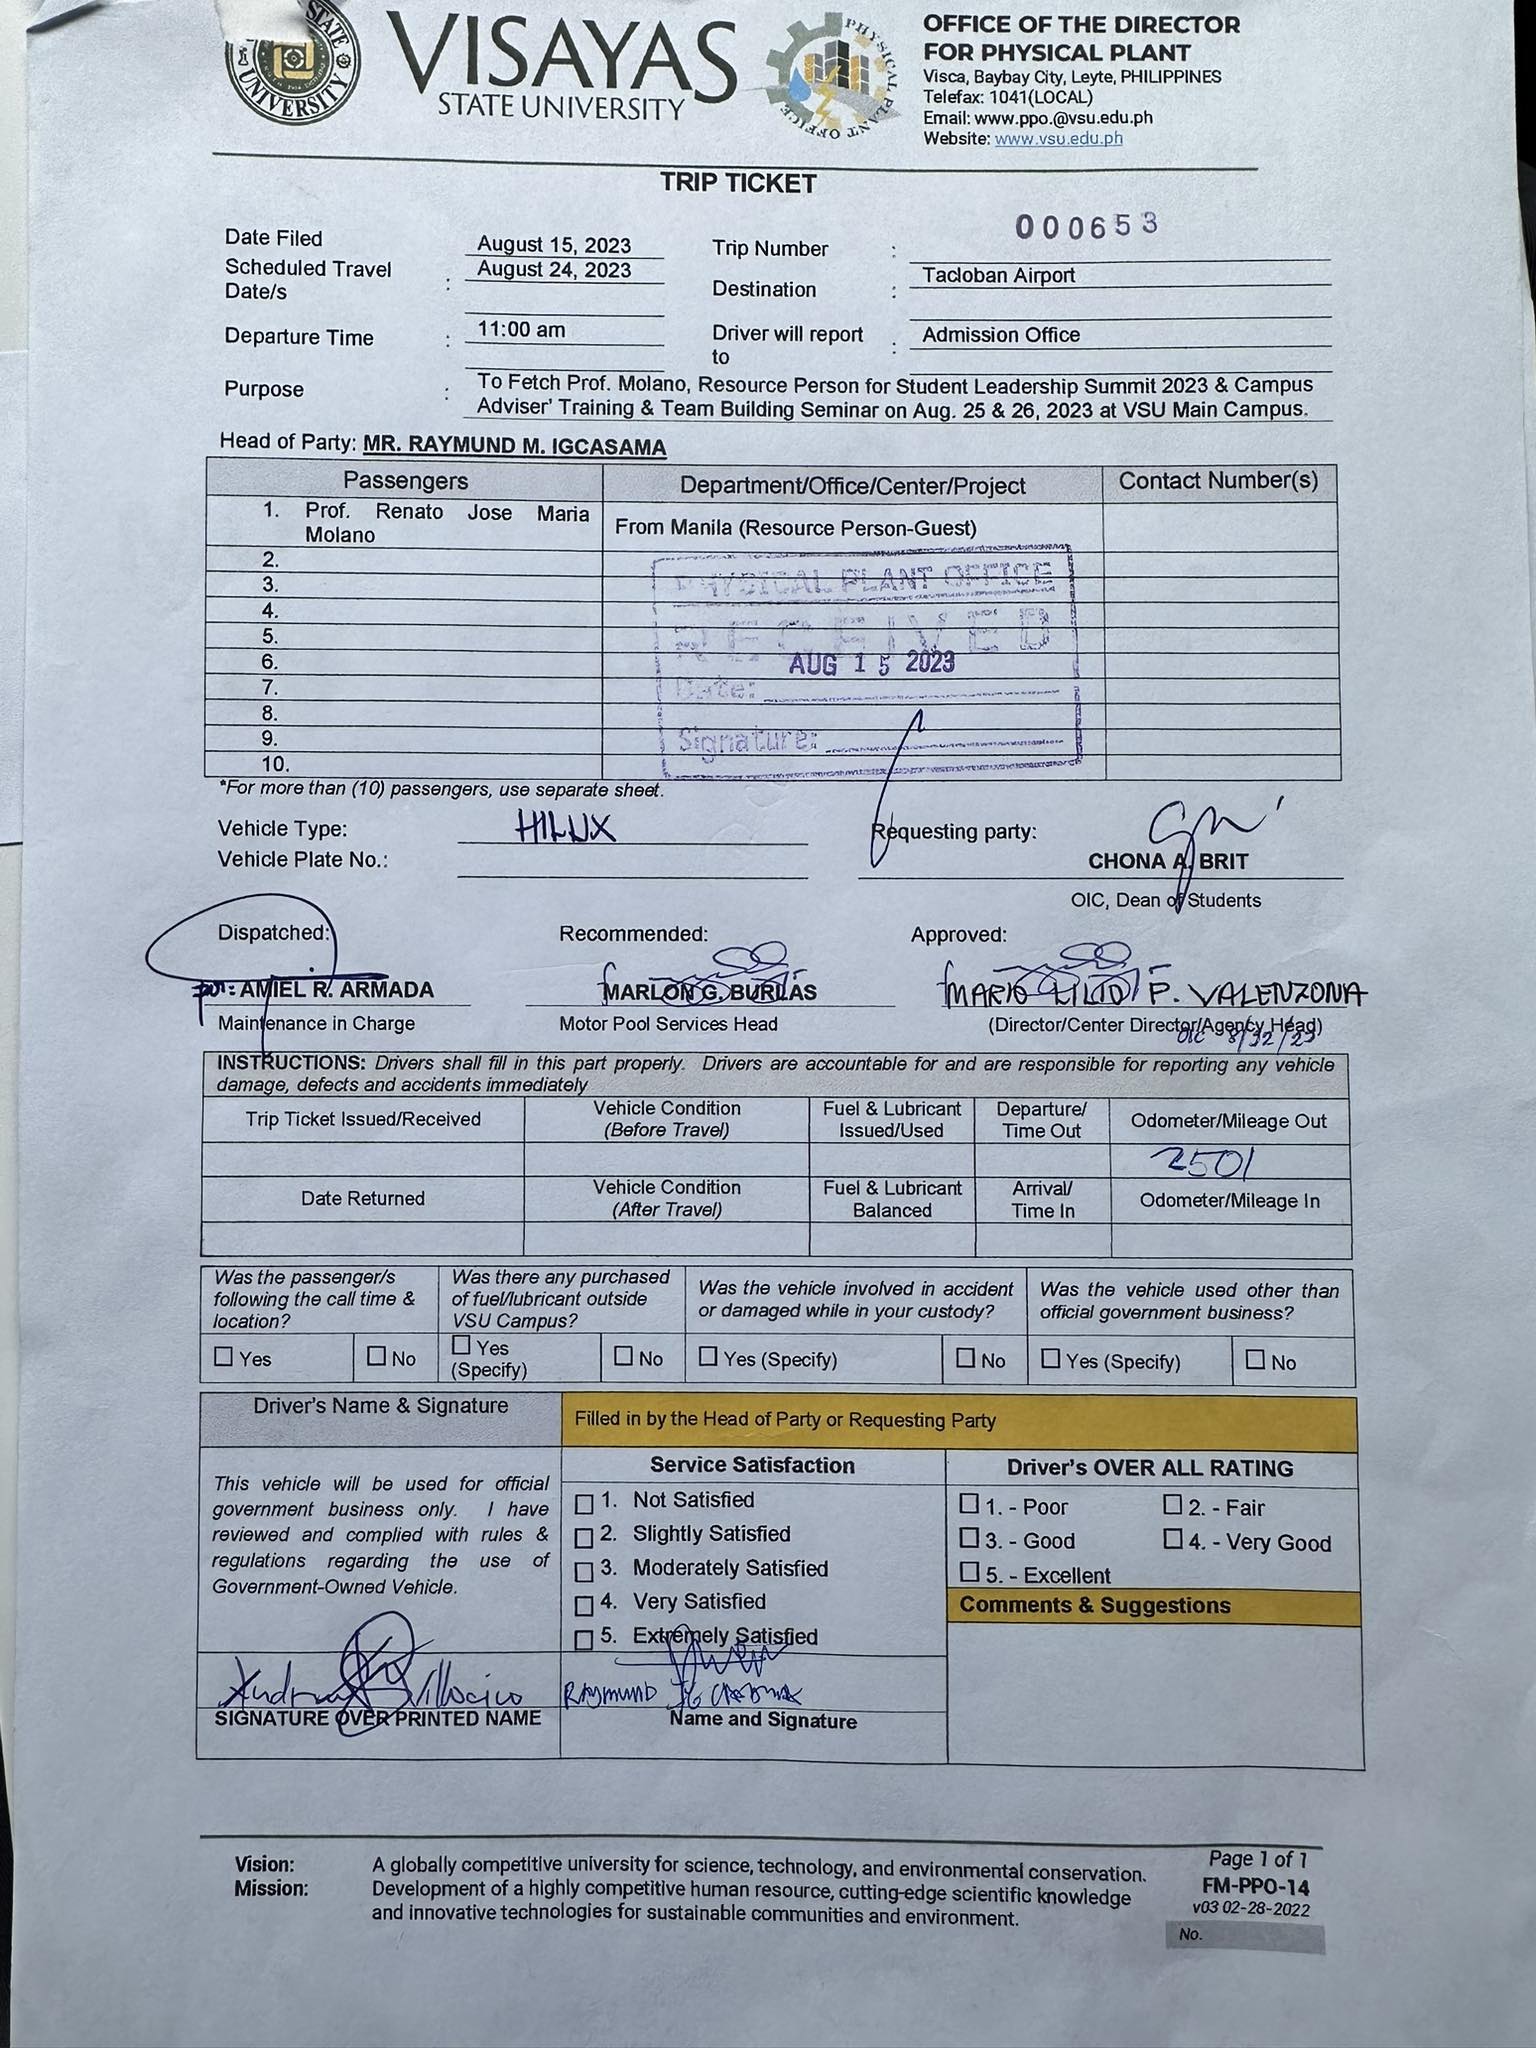 STATE
UNIVERSITY
VISAYAS
STATE UNIVERSITY
PHYSICAL PLANT OFFICE
OFFICE OF THE DIRECTOR
FOR PHYSICAL PLANT
Visca, Baybay City, Leyte, PHILIPPINES
Telefax: 1041(LOCAL)
Email: www.ppo.@vsu.edu.ph
Website: www.vsu.edu.ph
TRIP TICKET
000653
Date Filed August 15, 2023 Trip Number :
Scheduled Travel Date/s : August 24, 2023 Destination : Tacloban Airport
Departure Time : 11:00 am Driver will report to : Admission Office
Purpose : To Fetch Prof. Molano, Resource Person for Student Leadership Summit 2023 & Campus
Adviser' Training & Team Building Seminar on Aug. 25 & 26, 2023 at VSU Main Campus.
Head of Party: MR. RAYMUND M. IGCASAMA
Passengers Department/Office/Center/Project Contact Number(s)
1. Prof. Renato Jose Maria
Molano From Manila (Resource Person-Guest)
2.
3.
4.
5.
6.
7.
8.
9.
10.
PHYSICAL PLANT OFFICE
RECEIVED
AUG 15 2023
Date:
Signature:
*For more than (10) passengers, use separate sheet.
Vehicle Type: HILUX Requesting party:
Vehicle Plate No.: CHONA A. BRIT
OIC, Dean of Students
Dispatched: Recommended: Approved:
for: AMIEL R. ARMADA MARLON G. BURLAS MARIO LILIO P. VALENZONA
Maintenance in Charge Motor Pool Services Head (Director/Center Director/Agency Head)
OIC 8/22/23
INSTRUCTIONS: Drivers shall fill in this part properly. Drivers are accountable for and are responsible for reporting any vehicle
damage, defects and accidents immediately
Trip Ticket Issued/Received Vehicle Condition (Before Travel) Fuel & Lubricant Issued/Used Departure/ Time Out Odometer/Mileage Out
2501
Date Returned Vehicle Condition (After Travel) Fuel & Lubricant Balanced Arrival/ Time In Odometer/Mileage In
Was the passenger/s following the call time & location? Was there any purchased of fuel/lubricant outside VSU Campus? Was the vehicle involved in accident or damaged while in your custody? Was the vehicle used other than official government business?
Yes No Yes (Specify) No Yes (Specify) No Yes (Specify) No
Driver's Name & Signature Filled in by the Head of Party or Requesting Party
This vehicle will be used for official
government business only. I have
reviewed and complied with rules &
regulations regarding the use of
Government-Owned Vehicle.
SIGNATURE OVER PRINTED NAME
Service Satisfaction
1. Not Satisfied
2. Slightly Satisfied
3. Moderately Satisfied
4. Very Satisfied
5. Extremely Satisfied
RAYMUND IGCASAMA
Name and Signature
Driver's OVER ALL RATING
1. - Poor 2. - Fair
3. - Good 4. - Very Good
5. - Excellent
Comments & Suggestions
Vision: A globally competitive university for science, technology, and environmental conservation.
Mission: Development of a highly competitive human resource, cutting-edge scientific knowledge
and innovative technologies for sustainable communities and environment.
Page 1 of 1
FM-PPO-14
v03 02-28-2022
No.